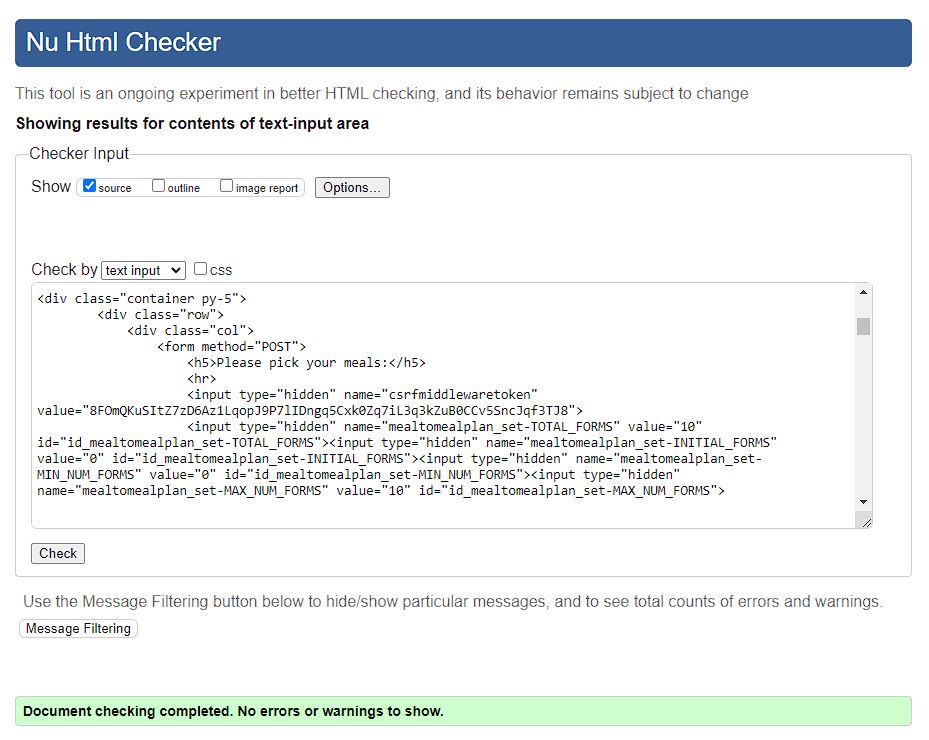 Nu Html Checker
This tool is an ongoing experiment in better HTML checking, and its behavior remains subject to change
Showing results for contents of text-input area
Checker Input
Show source outline image report Options...
Check by text input css
<div class="container py-5">
<div class="row">
<div class="col">
<form method="POST">
<h5>Please pick your meals:</h5>
<hr>
<input type="hidden" name="csrfmiddlewaretoken"
value="8FOmQKuSItZ7zD6Az1LqopJ9P7lIDngq5Cxk0Zq7iL3q3kZuB0CCv5SncJqf3TJ8">
<input type="hidden" name="mealtomealplan_set-TOTAL_FORMS" value="10"
id="id_mealtomealplan_set-TOTAL_FORMS"><input type="hidden" name="mealtomealplan_set-INITIAL_FORMS"
value="0" id="id_mealtomealplan_set-INITIAL_FORMS"><input type="hidden" name="mealtomealplan_set-
MIN_NUM_FORMS" value="0" id="id_mealtomealplan_set-MIN_NUM_FORMS"><input type="hidden"
name="mealtomealplan_set-MAX_NUM_FORMS" value="10" id="id_mealtomealplan_set-MAX_NUM_FORMS">
Check
Use the Message Filtering button below to hide/show particular messages, and to see total counts of errors and warnings.
Message Filtering
Document checking completed. No errors or warnings to show.